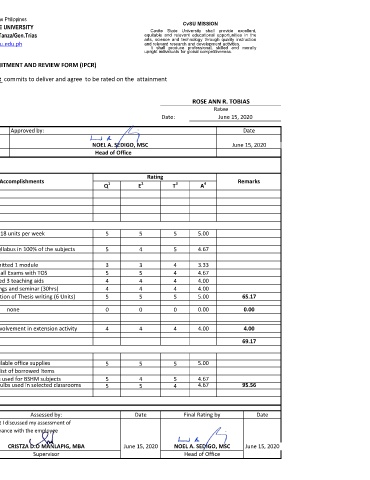 e Philippines
E UNIVERSITY
Tanza/Gen.Trias
u.edu.ph
CvSU MISSION
Cavite State University shall provide excellent,
equitable and relevant educational opportunities in the
arts, science and technology through quality instruction
and relevant research and development activities.
It shall produce professional, skilled and morally
upright individuals for global competitiveness.
ITMENT AND REVIEW FORM (IPCR)
commits to deliver and agree to be rated on the attainment
ROSE ANN R. TOBIAS
Ratee
Date: June 15, 2020
Approved by: Date
NOEL A. SEDIGO, MSC June 15, 2020
Head of Office
Accomplishments Rating Remarks
Q1 E2 T3 A4
18 units per week 5 5 5 5.00
llabus in 100% of the subjects 5 4 5 4.67
mitted 1 module 3 3 4 3.33
all Exams with TOS 5 5 4 4.67
ed 3 teaching aids 4 4 4 4.00
ngs and seminar (30hrs) 4 4 4 4.00
tion of Thesis writing (6 Units) 5 5 5 5.00 65.17
none 0 0 0 0.00 0.00
volvement in extension activity 4 4 4 4.00 4.00
69.17
ilable office supplies 5 5 5 5.00
list of borrowed items
t used for BSHM subjects 5 4 5 4.67
ulbs used in selected classrooms 5 5 4 4.67 95.56
Assessed by: Date Final Rating by Date
t I discussed my assessment of
ance with the employee
CRISTZA D.O MANLAPIG, MBA June 15, 2020 NOEL A. SEDIGO, MSC June 15, 2020
Supervisor Head of Office